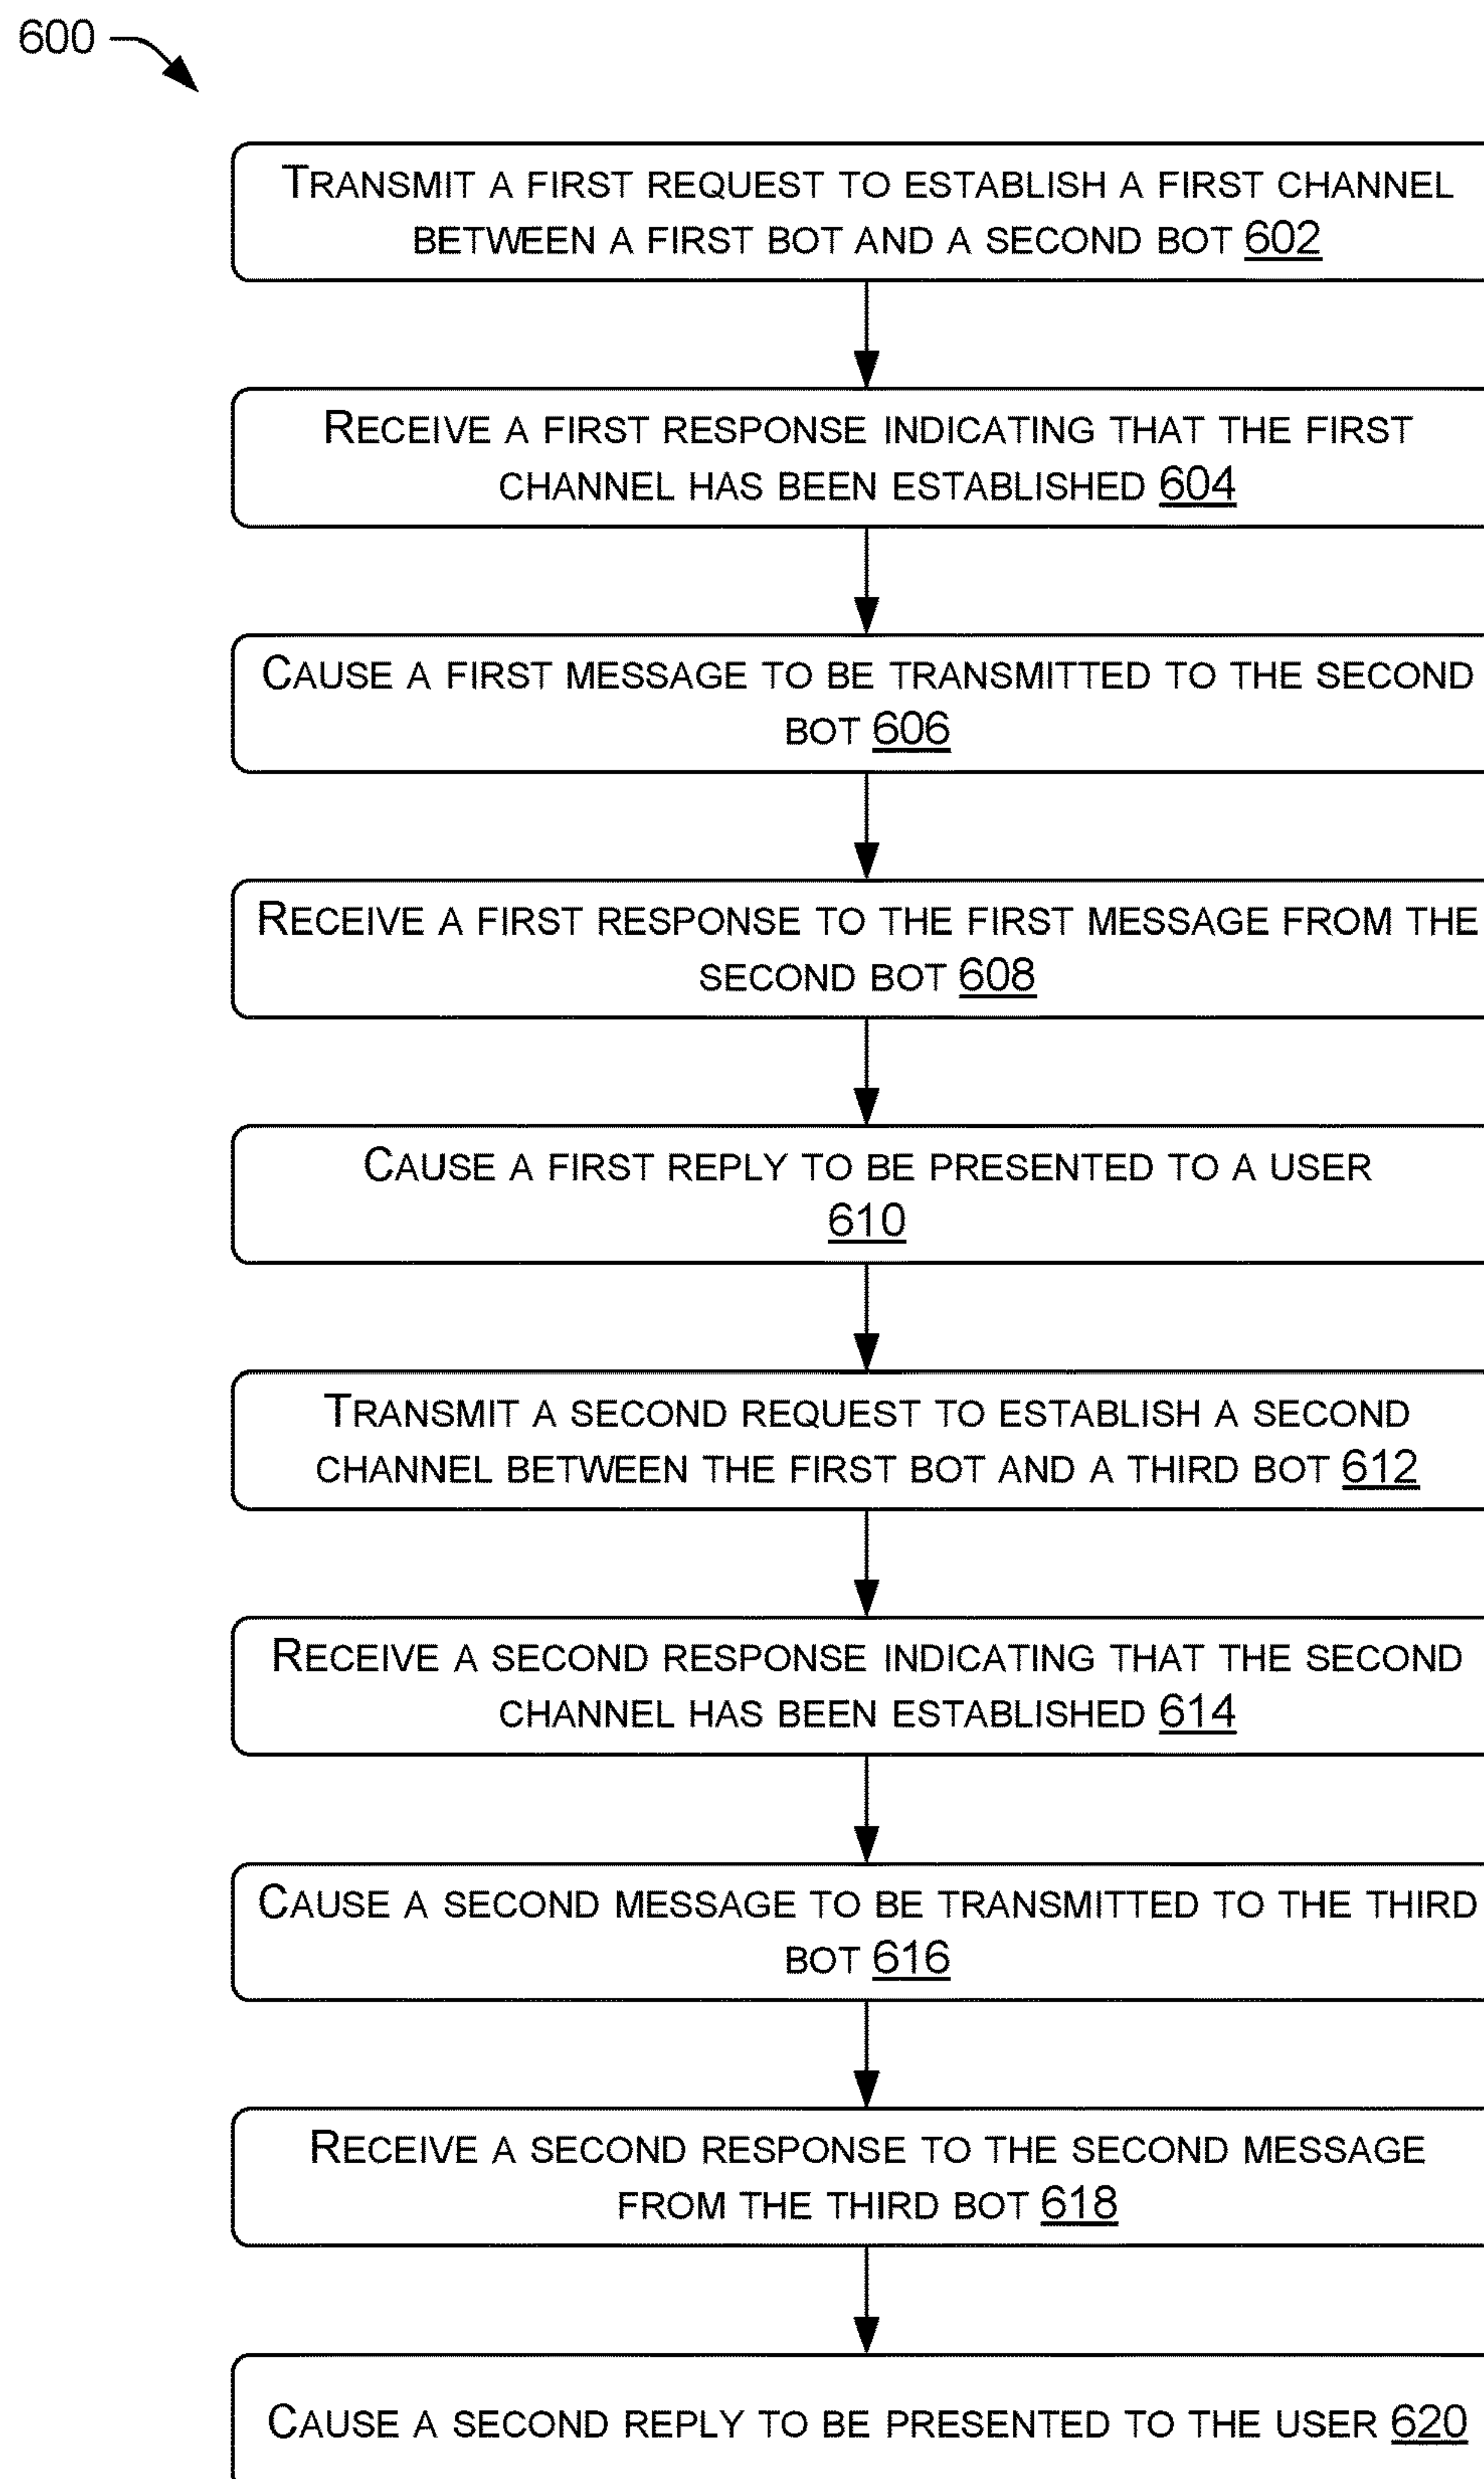 600
TRANSMIT A FIRST REQUEST TO ESTABLISH A FIRST CHANNEL
BETWEEN A FIRST BOT AND A SECOND BOT 602
RECEIVE A FIRST RESPONSE INDICATING THAT THE FIRST
CHANNEL HAS BEEN ESTABLISHED 604
CAUSE A FIRST MESSAGE TO BE TRANSMITTED TO THE SECOND
BOT 606
RECEIVE A FIRST RESPONSE TO THE FIRST MESSAGE FROM THE
SECOND BOT 608
CAUSE A FIRST REPLY TO BE PRESENTED TO A USER
610
TRANSMIT A SECOND REQUEST TO ESTABLISH A SECOND
CHANNEL BETWEEN THE FIRST BOT AND A THIRD BOT 612
RECEIVE A SECOND RESPONSE INDICATING THAT THE SECOND
CHANNEL HAS BEEN ESTABLISHED 614
CAUSE A SECOND MESSAGE TO BE TRANSMITTED TO THE THIRD
BOT 616
RECEIVE A SECOND RESPONSE TO THE SECOND MESSAGE
FROM THE THIRD BOT 618
CAUSE A SECOND REPLY TO BE PRESENTED TO THE USER 620